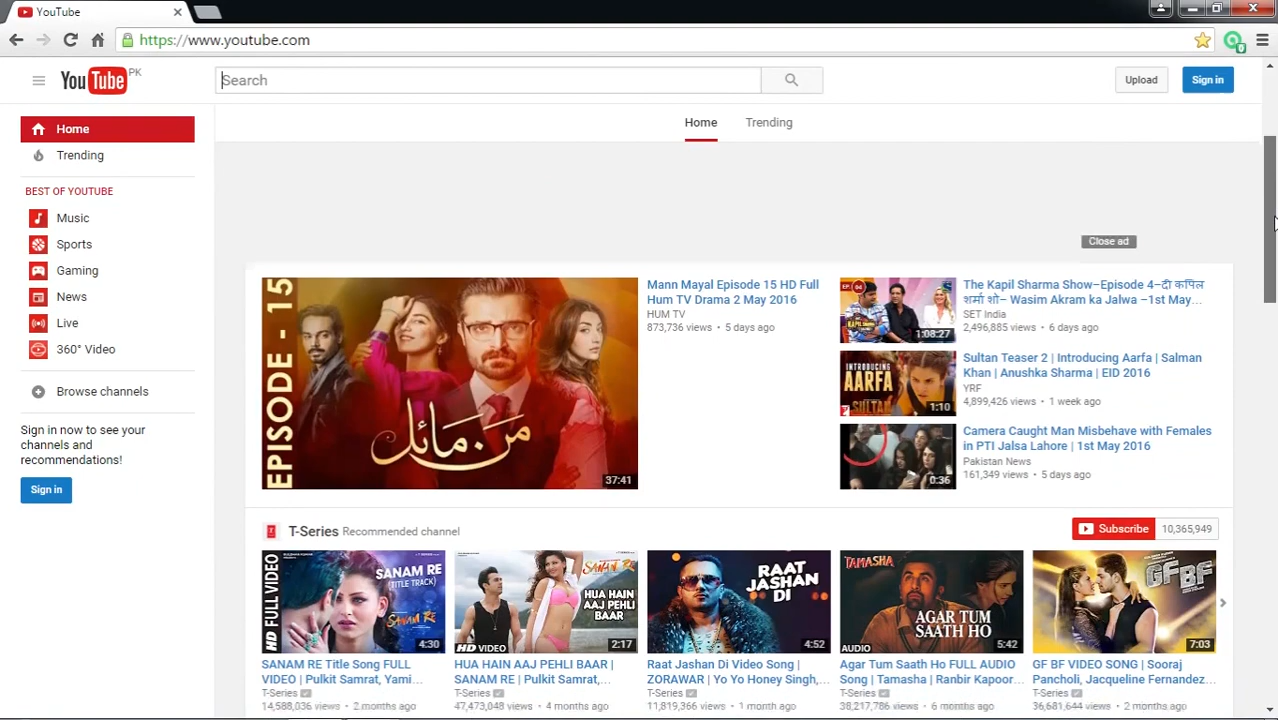 YouTube
https://www.youtube.com
YouTube PK
Search
Upload
Sign in
Home
Trending
BEST OF YOUTUBE
Music
Sports
Gaming
News
Live
360° Video
Browse channels
Sign in now to see your
channels and
recommendations!
Sign in
Home Trending
Close ad
EPISODE - 15
من مائل
37:41
Mann Mayal Episode 15 HD Full
Hum TV Drama 2 May 2016
HUM TV
873,736 views • 5 days ago
EP. 04
1:08:27
The Kapil Sharma Show–Episode 4–दी कपिल
शर्मा शो– Wasim Akram ka Jalwa –1st May...
SET India
2,496,885 views • 6 days ago
INTRODUCING
AARFA
SULTAN
1:10
Sultan Teaser 2 | Introducing Aarfa | Salman
Khan | Anushka Sharma | EID 2016
YRF
4,899,426 views • 1 week ago
0:36
Camera Caught Man Misbehave with Females
in PTI Jalsa Lahore | 1st May 2016
Pakistan News
161,349 views • 5 days ago
T-Series Recommended channel
Subscribe 10,365,949
HD FULL VIDEO
SANAM RE
(TITLE TRACK)
SANAM RE
4:30
SANAM RE Title Song FULL
VIDEO | Pulkit Samrat, Yami...
T-Series
14,588,036 views • 2 months ago
SANAM RE
HUA HAIN
AAJ PEHLI
BAAR
HD VIDEO
2:17
HUA HAIN AAJ PEHLI BAAR |
SANAM RE | Pulkit Samrat,...
T-Series
47,473,048 views • 4 months ago
RAAT
JASHAN
DI
4:52
Raat Jashan Di Video Song |
ZORAWAR | Yo Yo Honey Singh,...
T-Series
11,819,366 views • 1 month ago
TAMASHA
AGAR TUM
SAATH HO
AUDIO
5:42
Agar Tum Saath Ho FULL AUDIO
Song | Tamasha | Ranbir Kapoor...
T-Series
38,217,786 views • 6 months ago
GF BF
7:03
GF BF VIDEO SONG | Sooraj
Pancholi, Jacqueline Fernandez...
T-Series
36,681,644 views • 2 months ago